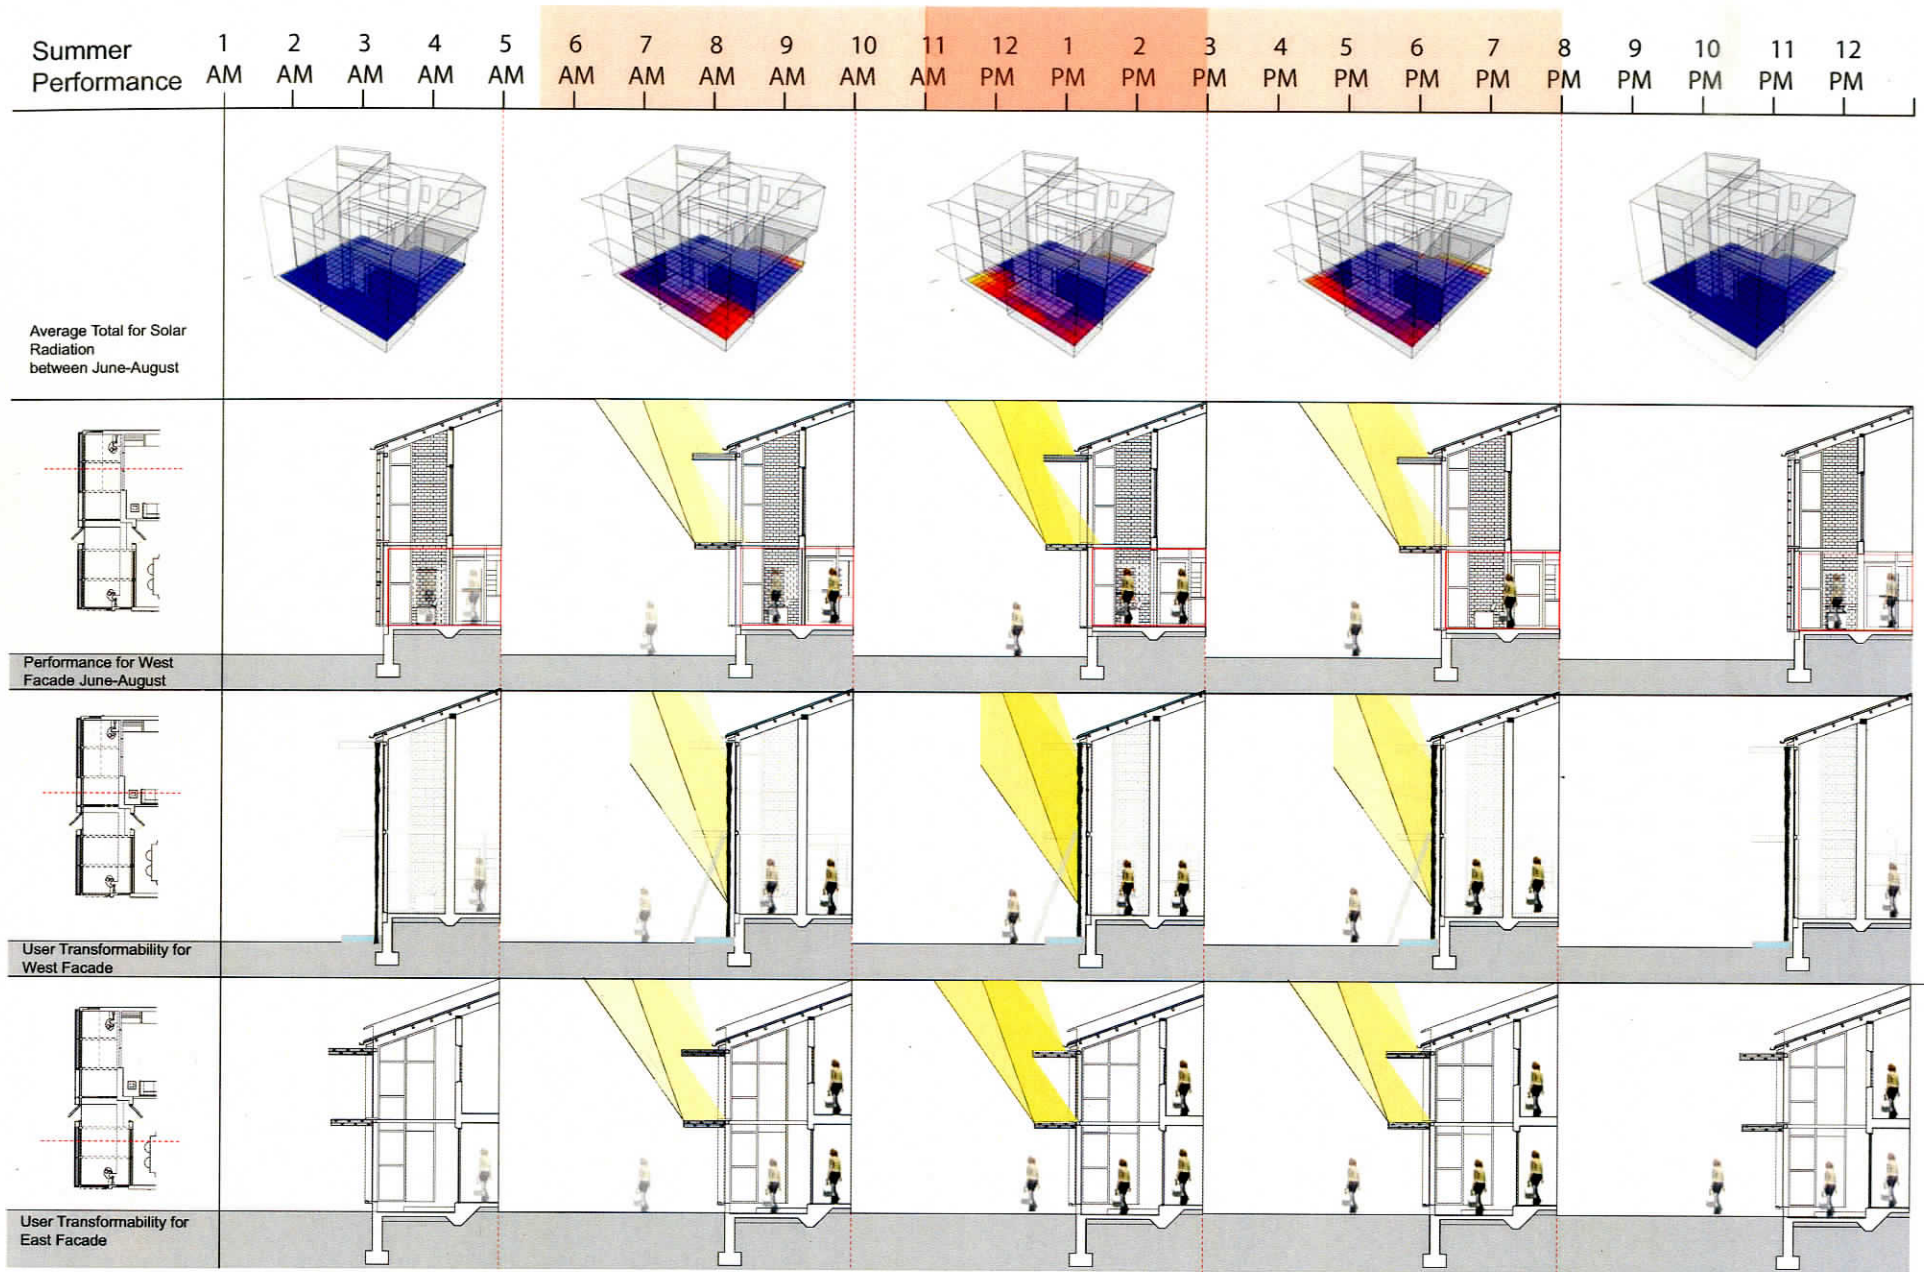 Summer
Performance
1 2 3 4 5 6 7 8 9 10 11 12 1 2 3 4 5 6 7 8 9 10 11 12
AM AM AM AM AM AM AM AM AM AM AM PM PM PM PM PM PM PM PM PM PM PM PM PM
Average Total for Solar
Radiation
between June-August
Performance for West
Facade June-August
User Transformability for
West Facade
User Transformability for
East Facade